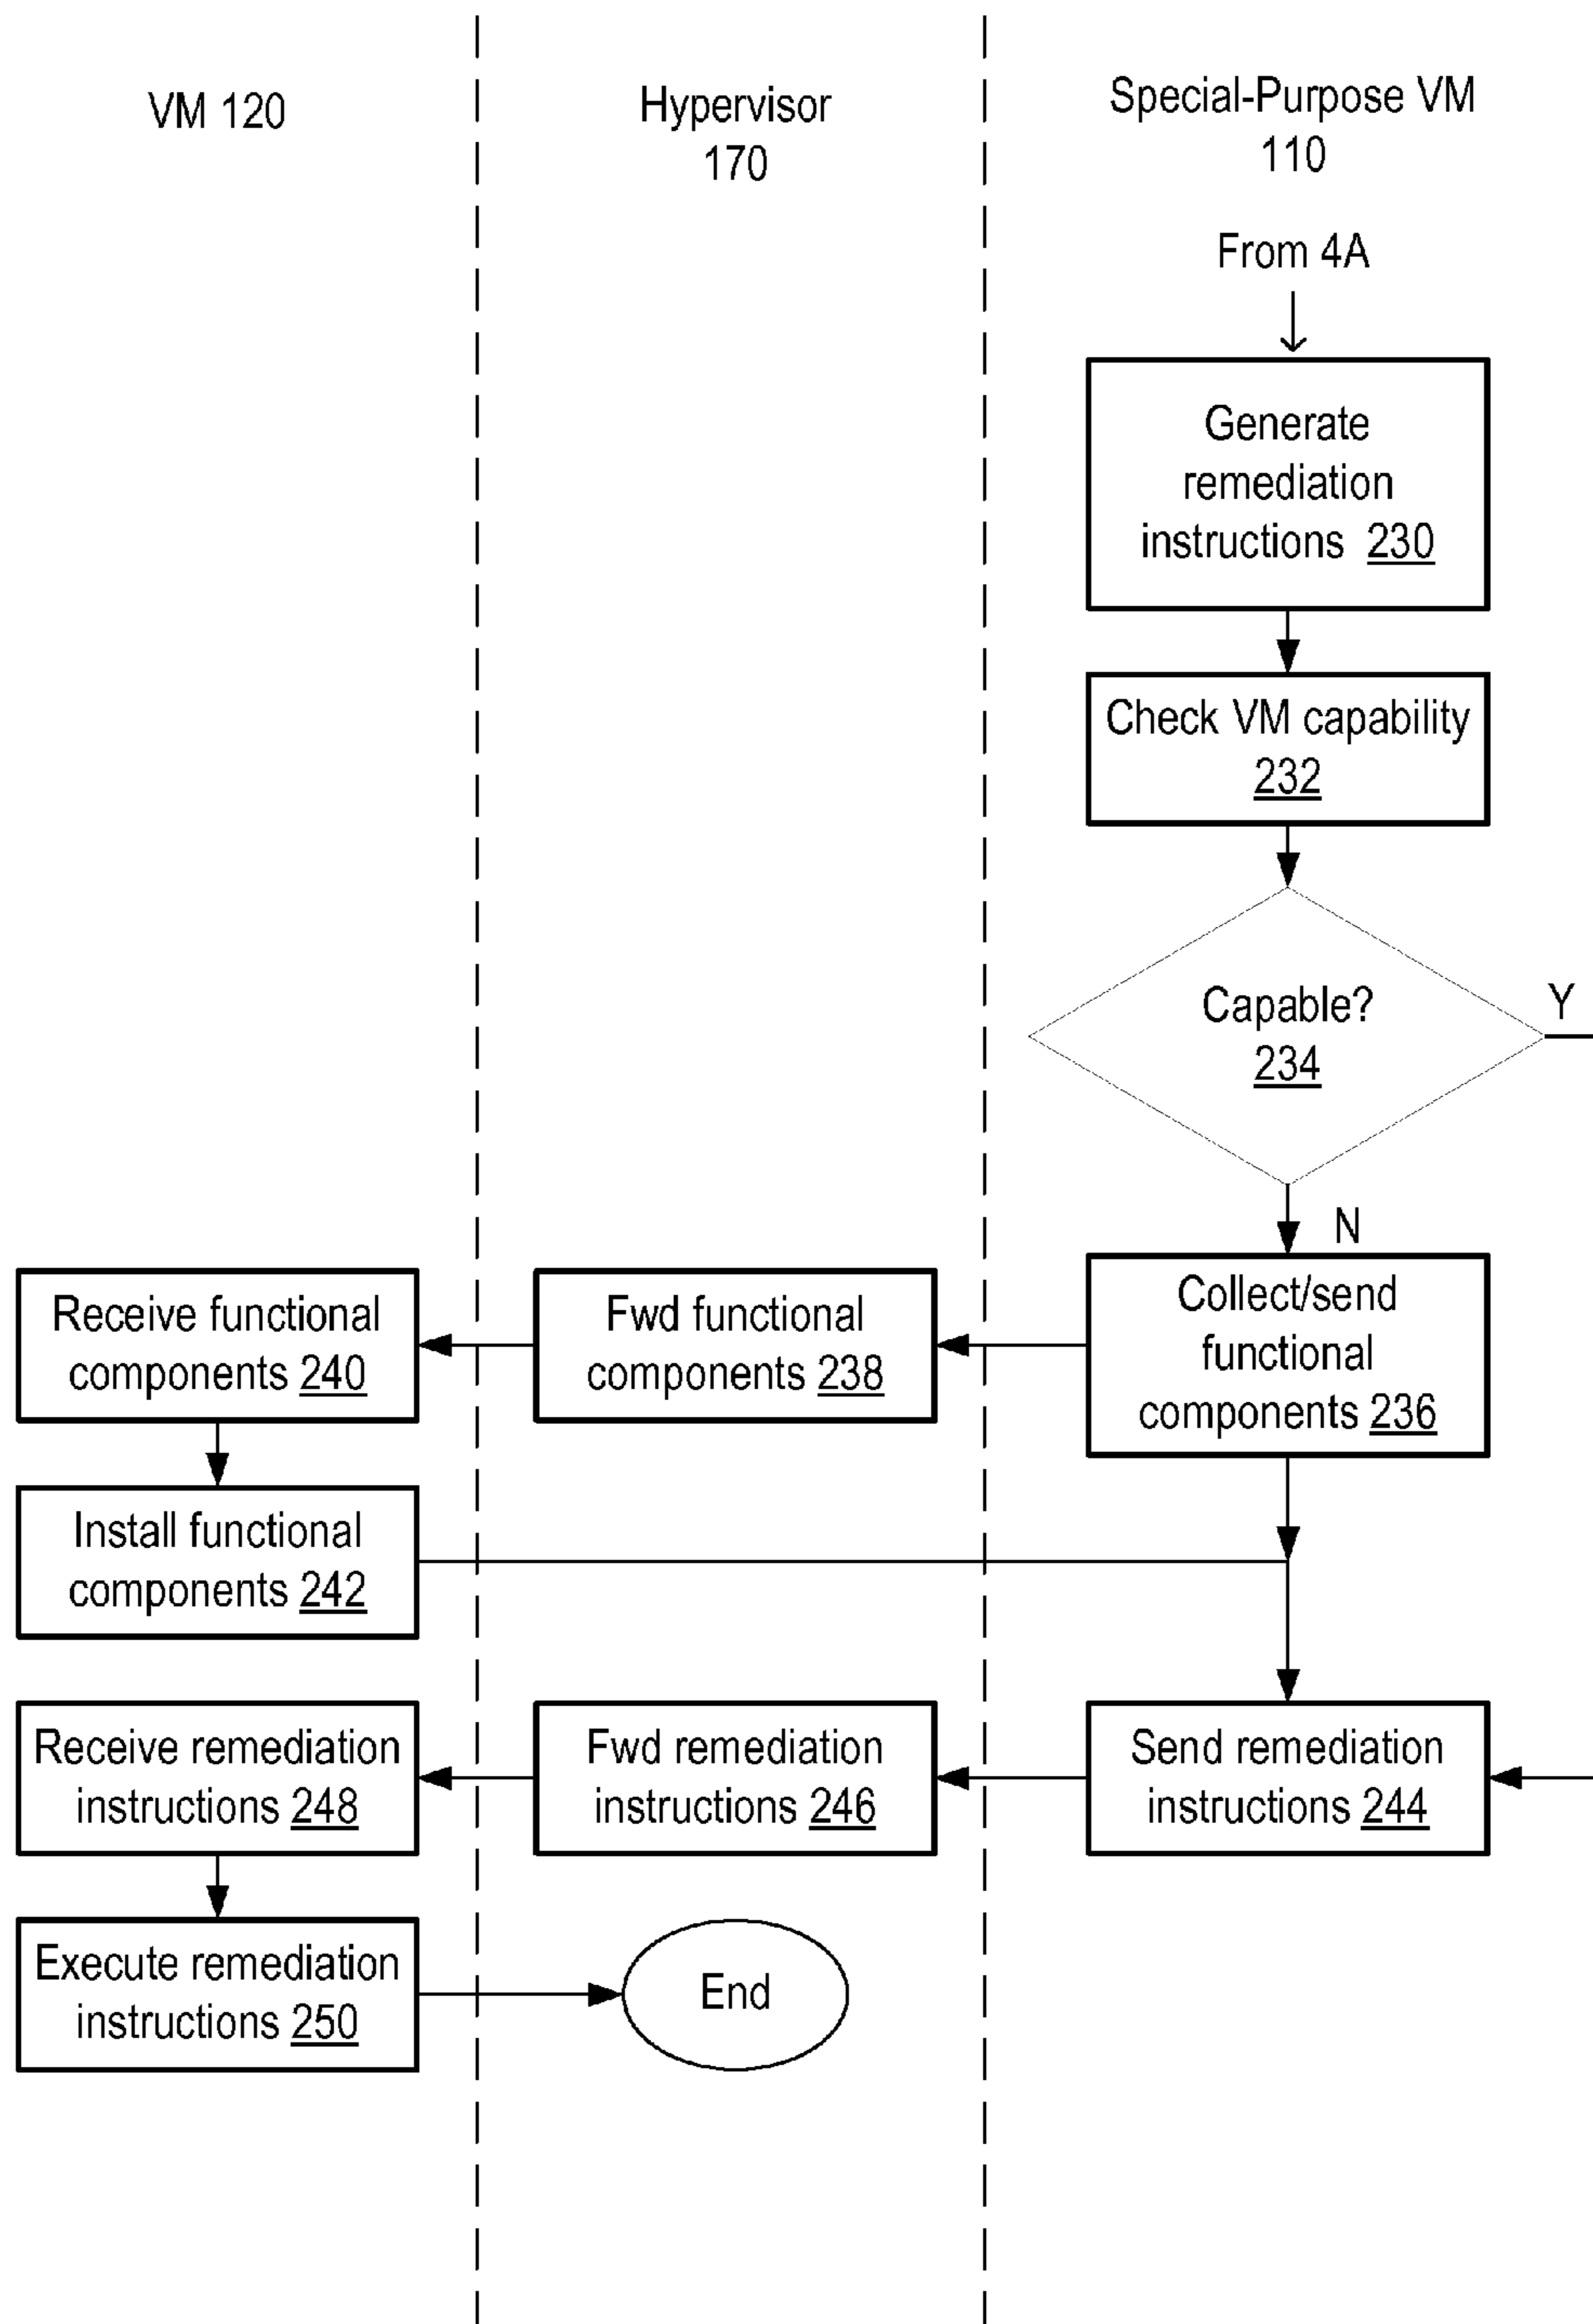 VM 120
Hypervisor
170
Special-Purpose VM
110
From 4A
Generate
remediation
instructions 230
Check VM capability
232
Capable?
234
Y
N
Receive functional
components 240
Fwd functional
components 238
Collect/send
functional
components 236
Install functional
components 242
Receive remediation
instructions 248
Fwd remediation
instructions 246
Send remediation
instructions 244
Execute remediation
instructions 250
End